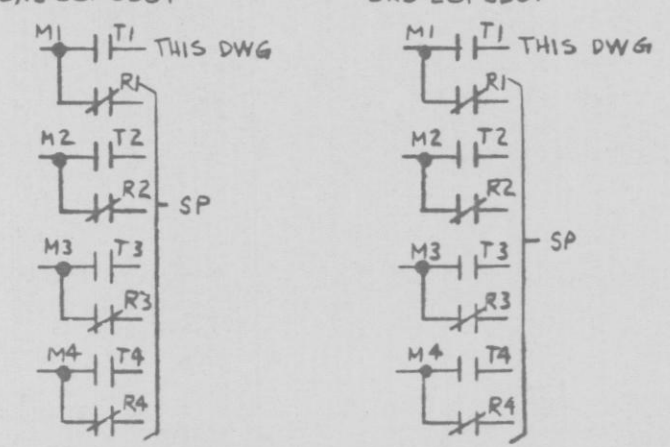 M1 T1 THIS DWG
R1
M2 T2
R2
SP
M3 T3
R3
M4 T4
R4
M1 T1 THIS DWG
R1
M2 T2
R2
SP
M3 T3
R3
M4 T4
R4